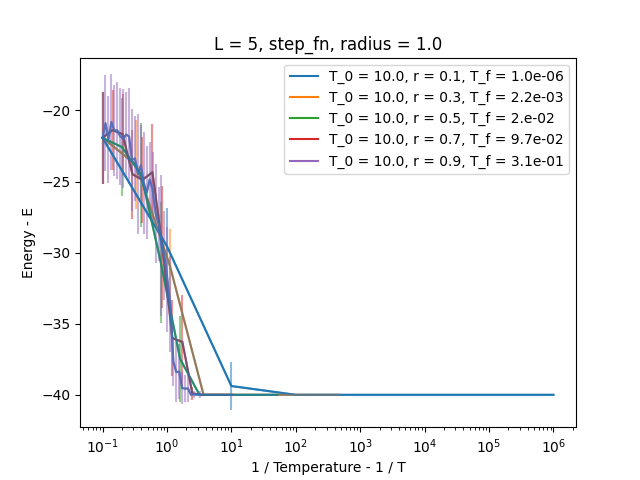 L = 5, step_fn, radius = 1.0
T_0 = 10.0, r = 0.1, T_f = 1.0e-06
T_0 = 10.0, r = 0.3, T_f = 2.2e-03
T_0 = 10.0, r = 0.5, T_f = 2.e-02
T_0 = 10.0, r = 0.7, T_f = 9.7e-02
T_0 = 10.0, r = 0.9, T_f = 3.1e-01
Energy - E
−20
−25
−30
−35
−40
10⁻¹ 10⁰ 10¹ 10² 10³ 10⁴ 10⁵ 10⁶
1 / Temperature - 1 / T